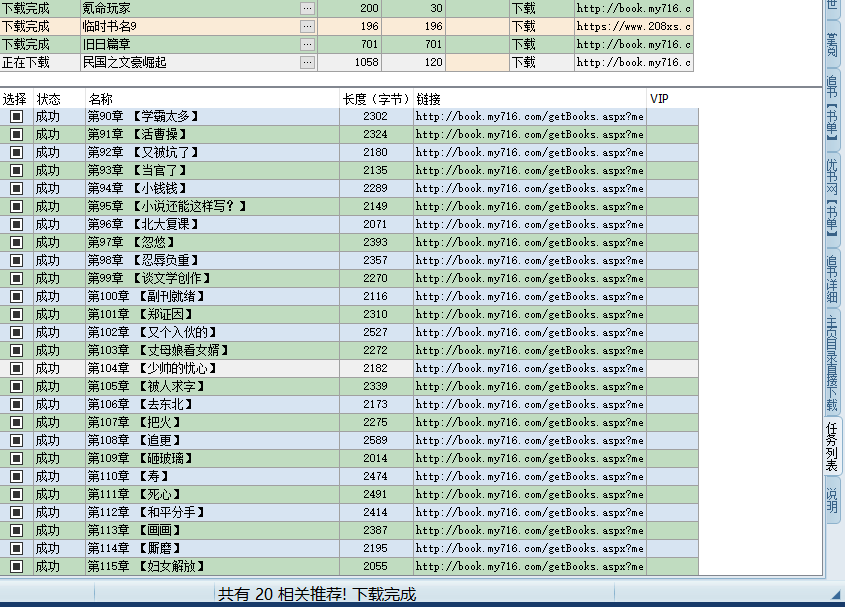 下载完成 氪命玩家 ... 200 30 下载 http://book.my716.c
下载完成 临时书名9 ... 196 196 下载 https://www.208xs.c
下载完成 旧日篇章 ... 701 701 下载 http://book.my716.c
正在下载 民国之文豪崛起 ... 1058 120 下载 http://book.my716.c
选择 状态 名称 长度（字节） 链接 VIP
成功 第90章 【学霸太多】 2302 http://book.my716.com/getBooks.aspx?me
成功 第91章 【活曹操】 2324 http://book.my716.com/getBooks.aspx?me
成功 第92章 【又被坑了】 2180 http://book.my716.com/getBooks.aspx?me
成功 第93章 【当官了】 2135 http://book.my716.com/getBooks.aspx?me
成功 第94章 【小钱钱】 2289 http://book.my716.com/getBooks.aspx?me
成功 第95章 【小说还能这样写？】 2149 http://book.my716.com/getBooks.aspx?me
成功 第96章 【北大复课】 2071 http://book.my716.com/getBooks.aspx?me
成功 第97章 【忽悠】 2393 http://book.my716.com/getBooks.aspx?me
成功 第98章 【忍辱负重】 2357 http://book.my716.com/getBooks.aspx?me
成功 第99章 【谈文学创作】 2270 http://book.my716.com/getBooks.aspx?me
成功 第100章 【副刊就绪】 2116 http://book.my716.com/getBooks.aspx?me
成功 第101章 【郑证因】 2310 http://book.my716.com/getBooks.aspx?me
成功 第102章 【又个入伙的】 2527 http://book.my716.com/getBooks.aspx?me
成功 第103章 【丈母娘看女婿】 2272 http://book.my716.com/getBooks.aspx?me
成功 第104章 【少帅的忧心】 2182 http://book.my716.com/getBooks.aspx?me
成功 第105章 【被人求字】 2339 http://book.my716.com/getBooks.aspx?me
成功 第106章 【去东北】 2173 http://book.my716.com/getBooks.aspx?me
成功 第107章 【把火】 2275 http://book.my716.com/getBooks.aspx?me
成功 第108章 【追更】 2589 http://book.my716.com/getBooks.aspx?me
成功 第109章 【砸玻璃】 2014 http://book.my716.com/getBooks.aspx?me
成功 第110章 【寿】 2474 http://book.my716.com/getBooks.aspx?me
成功 第111章 【死心】 2491 http://book.my716.com/getBooks.aspx?me
成功 第112章 【和平分手】 2414 http://book.my716.com/getBooks.aspx?me
成功 第113章 【画画】 2387 http://book.my716.com/getBooks.aspx?me
成功 第114章 【厮磨】 2195 http://book.my716.com/getBooks.aspx?me
成功 第115章 【妇女解放】 2055 http://book.my716.com/getBooks.aspx?me
共有 20 相关推荐! 下载完成
世
掌阅
追书【书单】
优书网【书单】
追书详细
主页目录直接下载
任务列表
说明